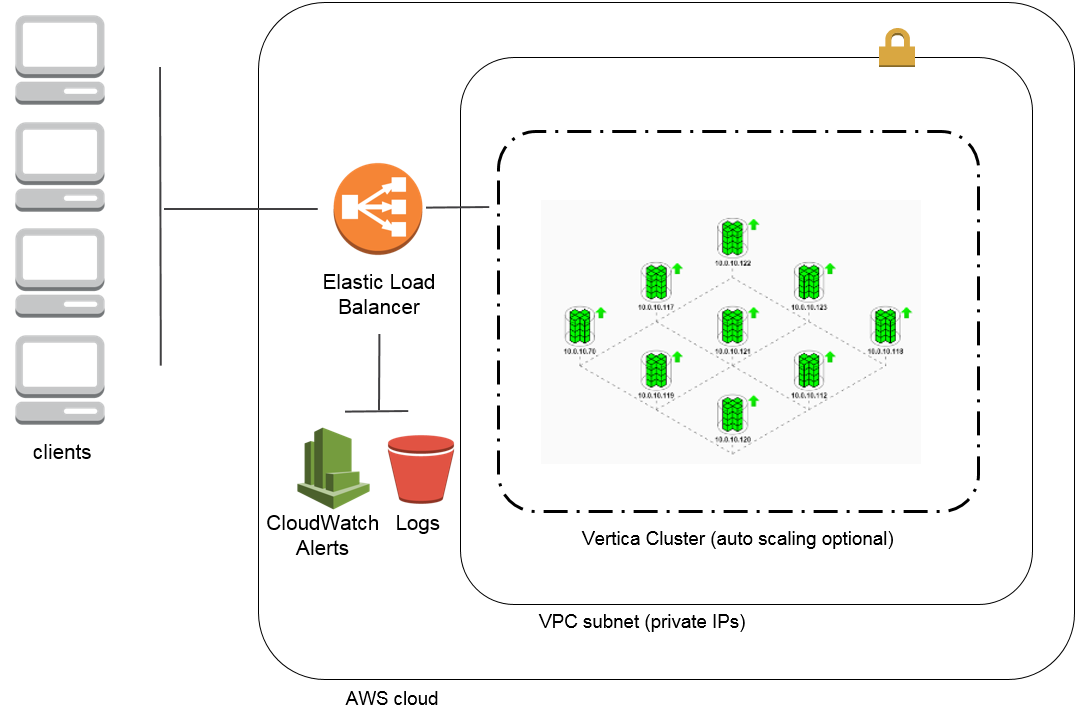 10.0.10.122
10.0.10.117
10.0.10.123
10.0.10.70
10.0.10.121
10.0.10.118
10.0.10.119
10.0.10.112
10.0.10.120
Elastic Load
Balancer
clients
CloudWatch
Alerts
Logs
Vertica Cluster (auto scaling optional)
VPC subnet (private IPs)
AWS cloud